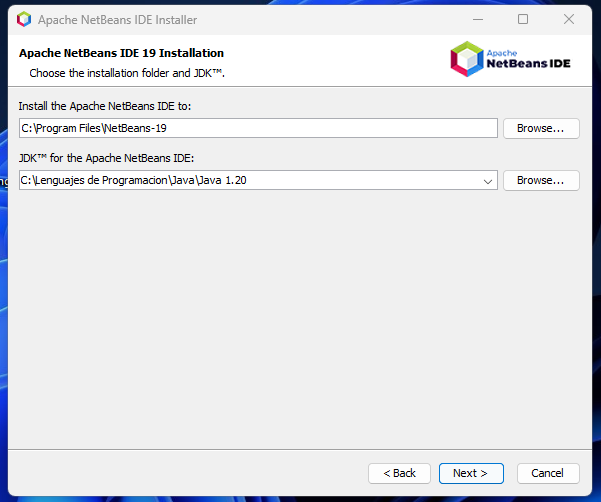 Apache NetBeans IDE Installer
Apache NetBeans IDE 19 Installation
Choose the installation folder and JDK™.
Apache
NetBeans IDE
Install the Apache NetBeans IDE to:
C:\Program Files\NetBeans-19
Browse...
JDK™ for the Apache NetBeans IDE:
C:\Lenguajes de Programacion\Java\Java 1.20
Browse...
< Back
Next >
Cancel